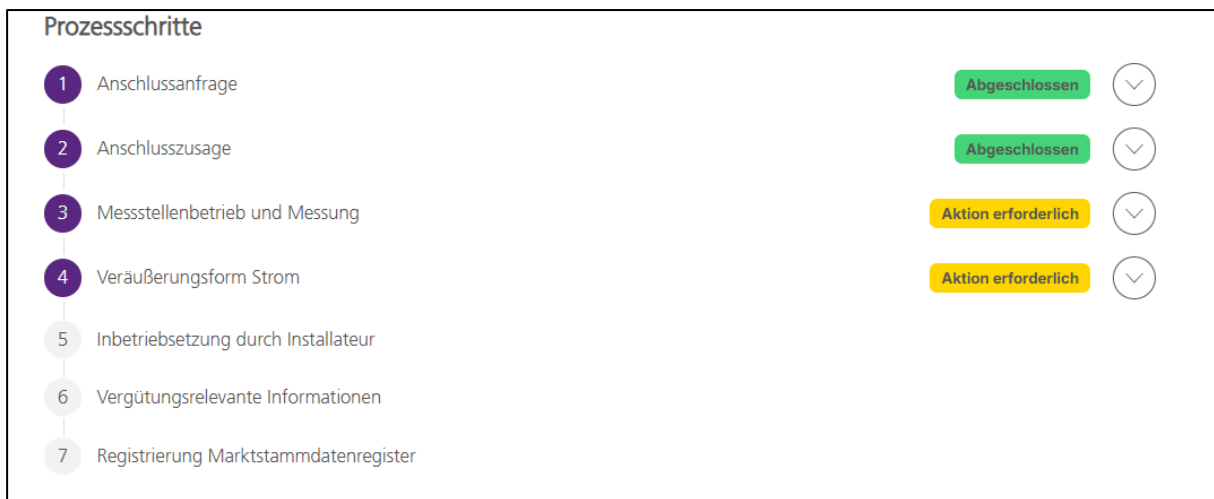 Prozessschritte
1 Anschlussanfrage Abgeschlossen
2 Anschlusszusage Abgeschlossen
3 Messstellenbetrieb und Messung Aktion erforderlich
4 Veräußerungsform Strom Aktion erforderlich
5 Inbetriebsetzung durch Installateur
6 Vergütungsrelevante Informationen
7 Registrierung Marktstammdatenregister